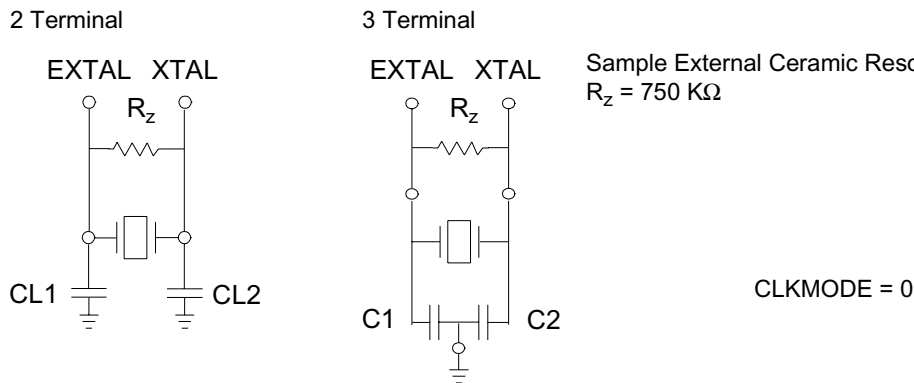 2 Terminal
3 Terminal
EXTAL XTAL
EXTAL XTAL
Sample External Ceramic
Rz = 750 KΩ
Rz
Rz
CL1
CL2
C1
C2
CLKMODE = 0